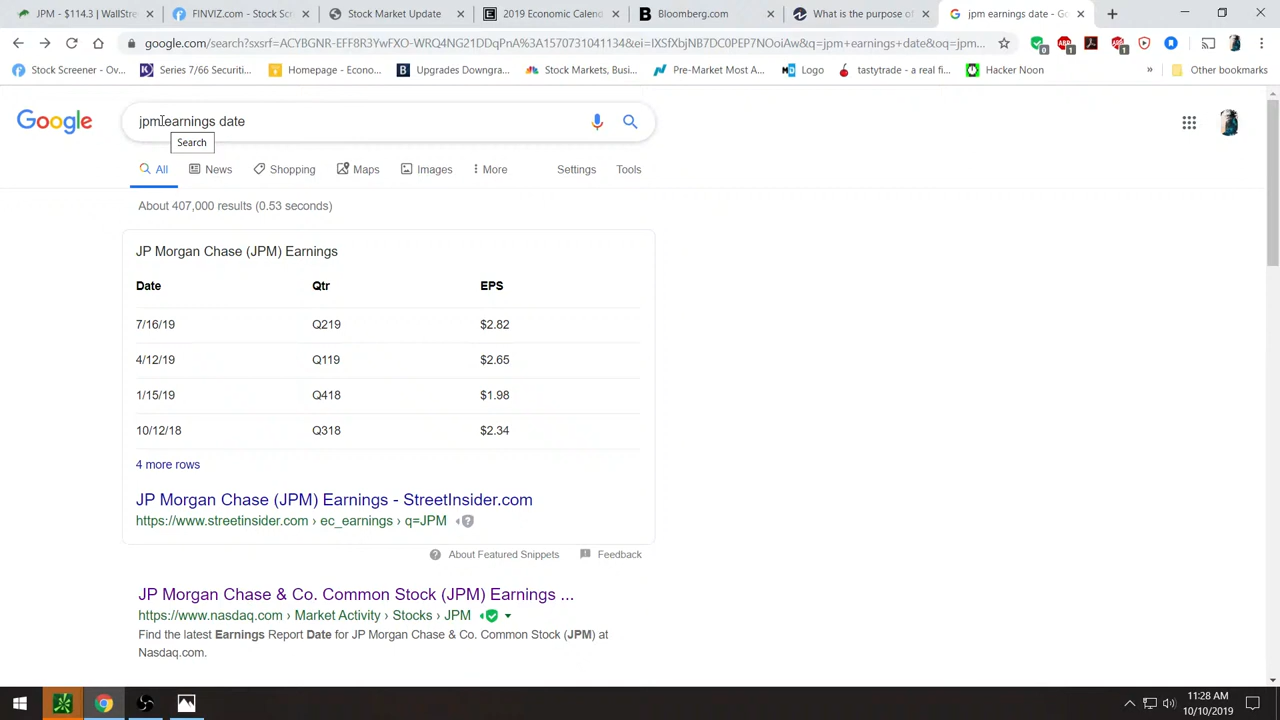 JPM - $114.3 | WallStre
FINVIZ.com - Stock Scr
Stock Market Update
2019 Economic Calend
Bloomberg.com
What is the purpose of
jpm earnings date - Go
google.com/search?sxsrf=
=jpm+earnings+date&oq=jpm...
Stock Screener - Ov...
Series 7/66 Securiti...
Homepage - Econo...
Upgrades Downgra...
Stock Markets, Busi...
Pre-Market Most A...
Logo
tastytrade - a real fi...
Hacker Noon
»
Other bookmarks
Google
jpm earnings date
Search
All
News
Shopping
Maps
Images
More
Settings
Tools
About 407,000 results (0.53 seconds)
JP Morgan Chase (JPM) Earnings
Date Qtr EPS
7/16/19 Q219 $2.82
4/12/19 Q119 $2.65
1/15/19 Q418 $1.98
10/12/18 Q318 $2.34
4 more rows
JP Morgan Chase (JPM) Earnings - StreetInsider.com
https://www.streetinsider.com › ec_earnings › q=JPM
About Featured Snippets
Feedback
JP Morgan Chase & Co. Common Stock (JPM) Earnings ...
https://www.nasdaq.com › Market Activity › Stocks › JPM
Find the latest Earnings Report Date for JP Morgan Chase & Co. Common Stock (JPM) at
Nasdaq.com.
11:28 AM
10/10/2019